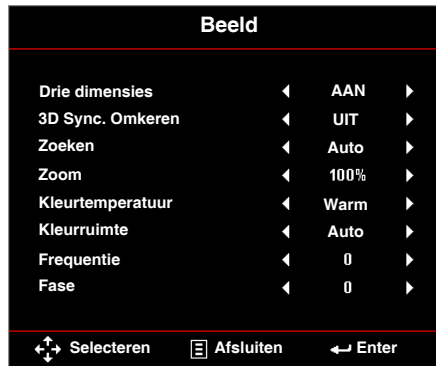 Beeld
Drie dimensies AAN
3D Sync. Omkeren UIT
Zoeken Auto
Zoom 100%
Kleurtemperatuur Warm
Kleurruimte Auto
Frequentie 0
Fase 0
Selecteren Afsluiten Enter